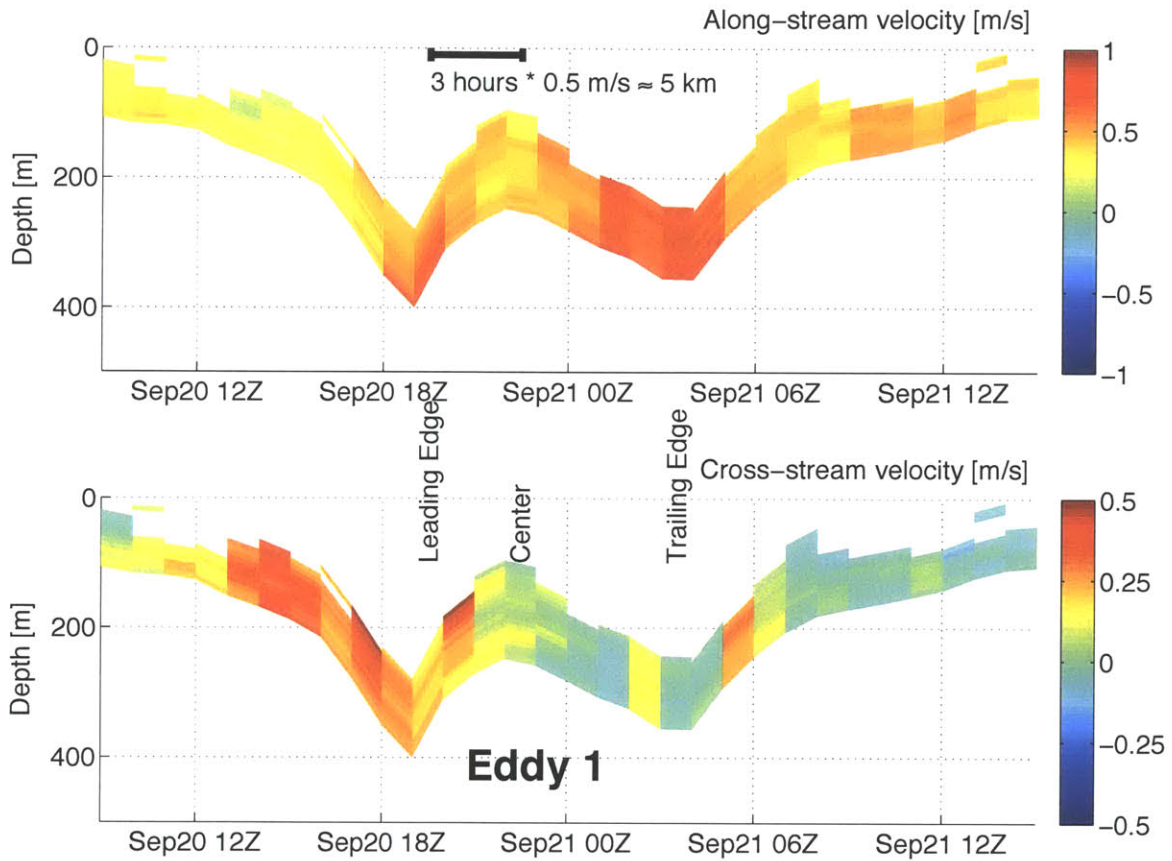 Along-stream velocity [m/s]
0
200
400
Depth [m]
3 hours * 0.5 m/s ≈ 5 km
1
0.5
0
−0.5
−1
Sep20 12Z
Sep20 18Z
Sep21 00Z
Sep21 06Z
Sep21 12Z
Leading Edge
Center
Trailing Edge
Cross-stream velocity [m/s]
0
200
400
Depth [m]
Eddy 1
0.5
0.25
0
−0.25
−0.5
Sep20 12Z
Sep20 18Z
Sep21 00Z
Sep21 06Z
Sep21 12Z